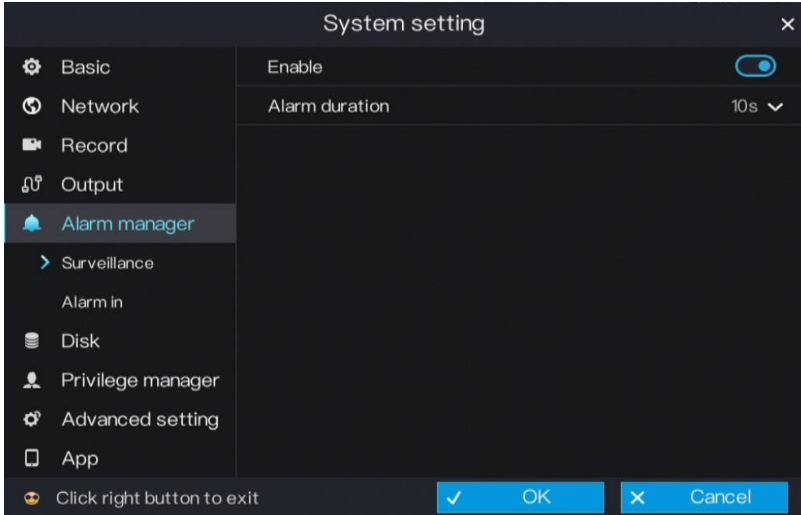 System setting
Basic
Enable
Network
Alarm duration
10s
Record
Output
Alarm manager
Surveillance
Alarm in
Disk
Privilege manager
Advanced setting
App
Click right button to exit
OK
Cancel